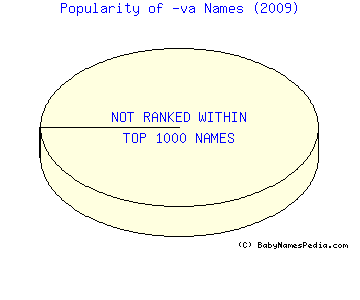 Popularity of -va Names (2009)
NOT RANKED WITHIN
TOP 1000 NAMES
(C) BabyNamesPedia.com